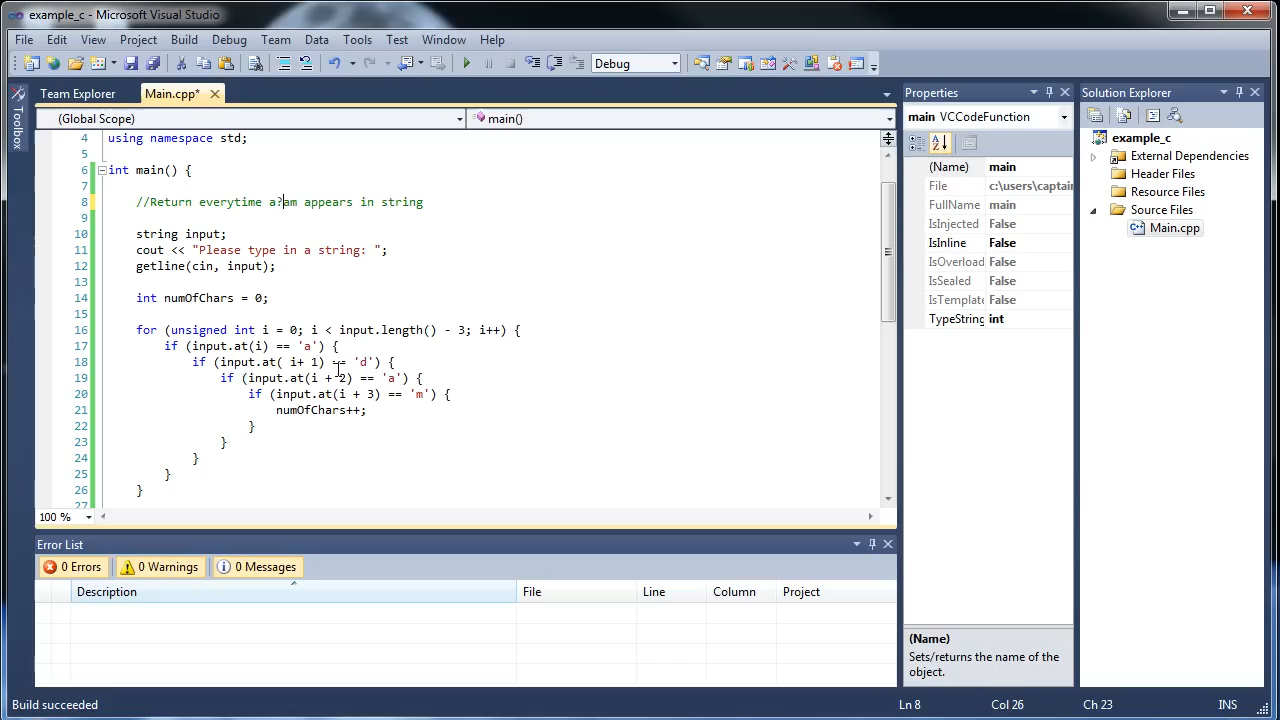 example_c - Microsoft Visual Studio
File Edit View Project Build Debug Team Data Tools Test Window Help
Debug
Team Explorer Main.cpp*
Toolbox
(Global Scope) main()
4 using namespace std;
5
6 int main() {
7
8 //Return everytime a?am appears in string
9
10 string input;
11 cout << "Please type in a string: ";
12 getline(cin, input);
13
14 int numOfChars = 0;
15
16 for (unsigned int i = 0; i < input.length() - 3; i++) {
17 if (input.at(i) == 'a') {
18 if (input.at( i+ 1) == 'd') {
19 if (input.at(i + 2) == 'a') {
20 if (input.at(i + 3) == 'm') {
21 numOfChars++;
22 }
23 }
24 }
25 }
26 }
27
100 %
Error List
0 Errors 0 Warnings 0 Messages
Description File Line Column Project
Properties
main VCCodeFunction
(Name) main
File c:\users\captain
FullName main
IsInjected False
IsInline False
IsOverload False
IsSealed False
IsTemplate False
TypeString int
(Name)
Sets/returns the name of the
object.
Solution Explorer
example_c
External Dependencies
Header Files
Resource Files
Source Files
Main.cpp
Build succeeded Ln 8 Col 26 Ch 23 INS